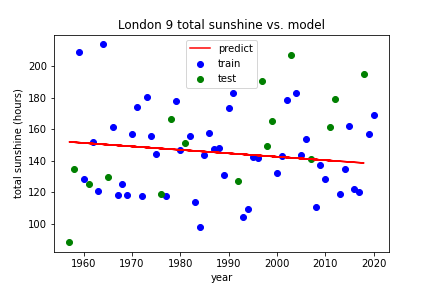 London 9 total sunshine vs. model
predict
train
test
total sunshine (hours)
200
180
160
140
120
100
1960
1970
1980
1990
2000
2010
2020
year